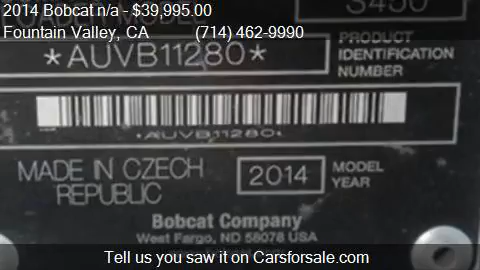 2014 Bobcat n/a - $39,995.00
Fountain Valley, CA (714) 462-9990
LOADER MODEL S450
*AUVB11280*
PRODUCT
IDENTIFICATION
NUMBER
*AUVB11280*
MADE IN CZECH
REPUBLIC
2014 MODEL
YEAR
Bobcat Company
West Fargo, ND 58078 USA
Tell us you saw it on Carsforsale.com